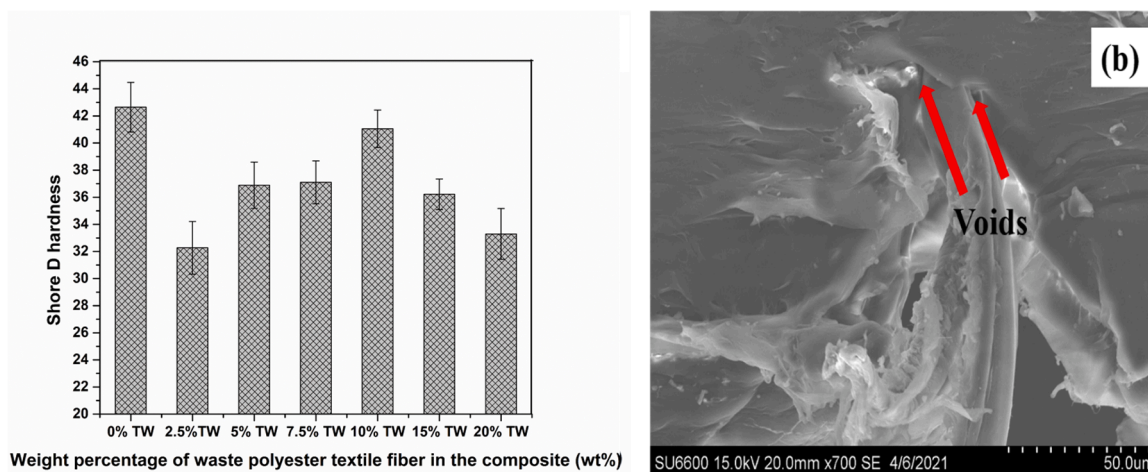 46
44
42
40
38
36
34
32
30
28
26
24
22
20
Shore D hardness
0% TW 2.5%TW 5% TW 7.5% TW 10% TW 15% TW 20% TW
Weight percentage of waste polyester textile fiber in the composite (wt%)
(b)
Voids
SU6600 15.0kV 20.0mm x700 SE 4/6/2021 50.0um